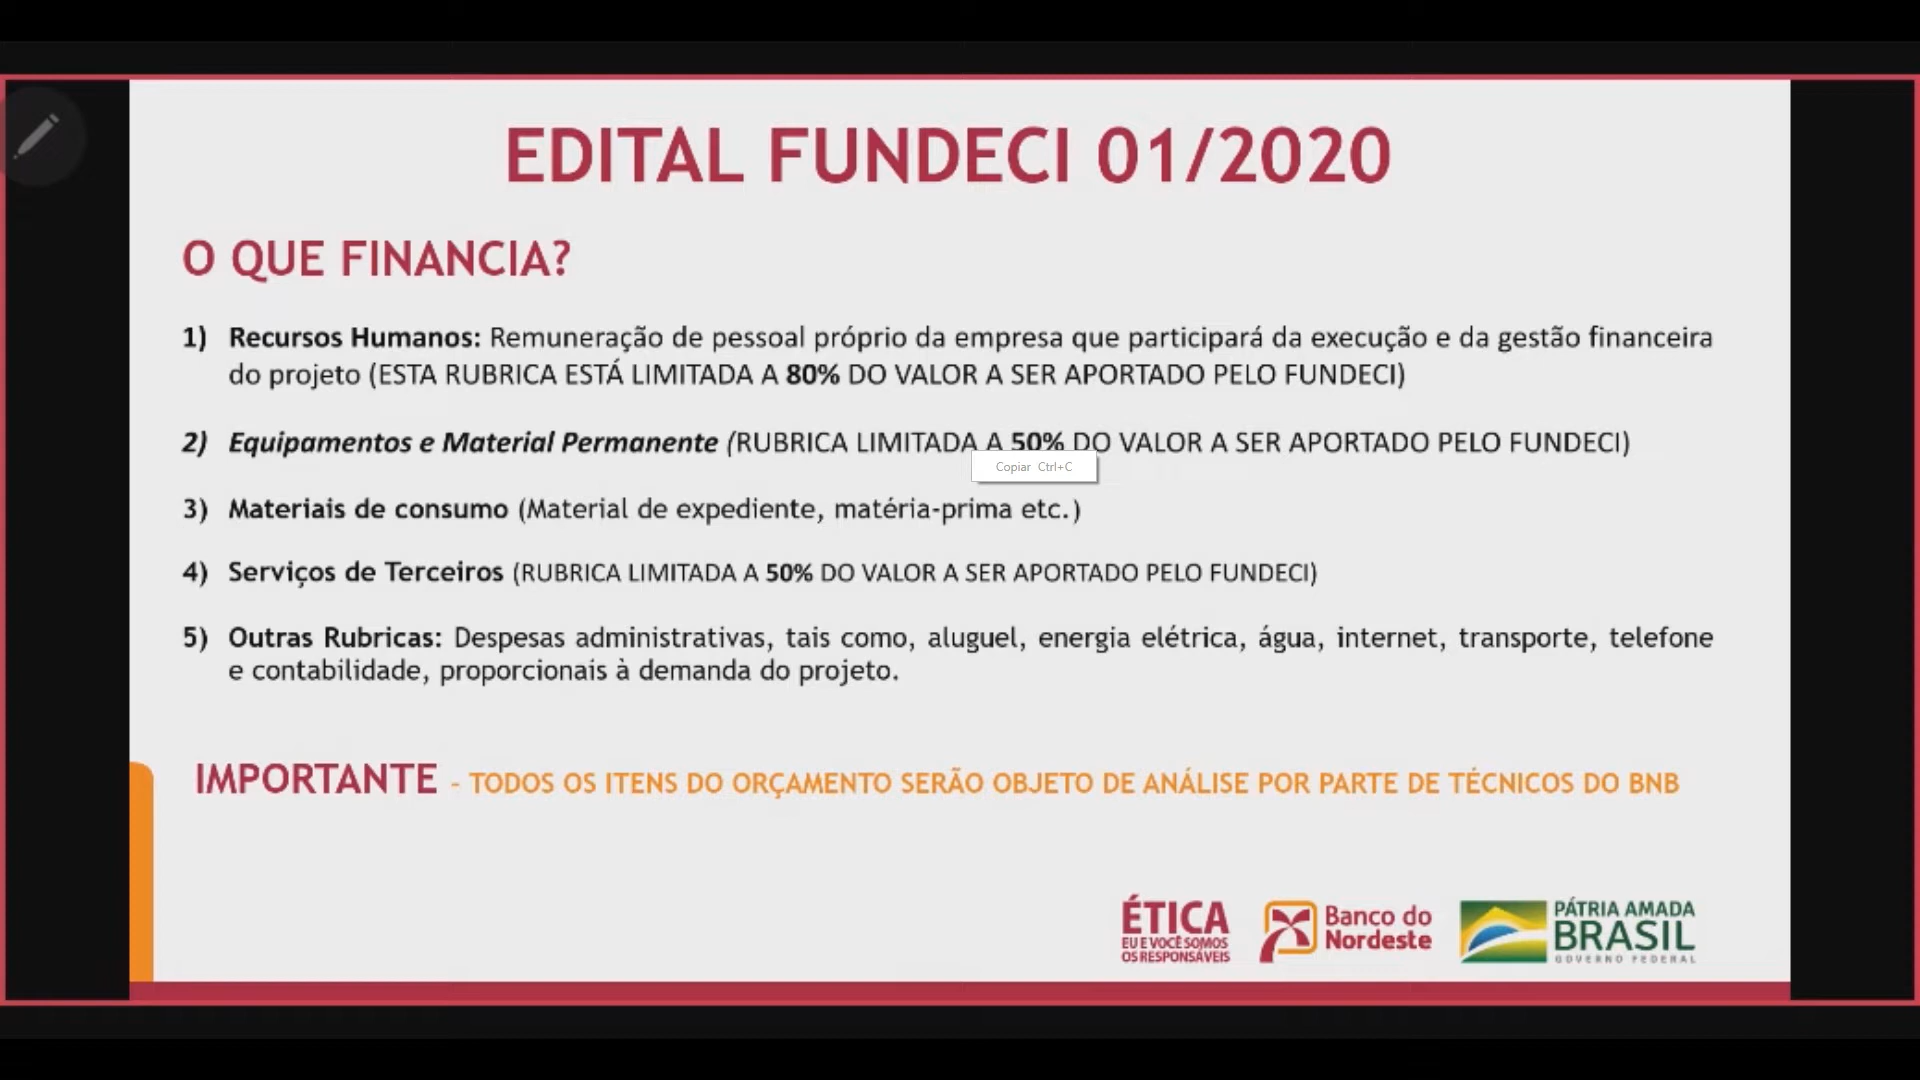 EDITAL FUNDECI 01/2020
O QUE FINANCIA?
1) Recursos Humanos: Remuneração de pessoal próprio da empresa que participará da execução e da gestão financeira
do projeto (ESTA RUBRICA ESTÁ LIMITADA A 80% DO VALOR A SER APORTADO PELO FUNDECI)
2) Equipamentos e Material Permanente (RUBRICA LIMITADA A 50% DO VALOR A SER APORTADO PELO FUNDECI)
Copiar Ctrl+C
3) Materiais de consumo (Material de expediente, matéria-prima etc.)
4) Serviços de Terceiros (RUBRICA LIMITADA A 50% DO VALOR A SER APORTADO PELO FUNDECI)
5) Outras Rubricas: Despesas administrativas, tais como, aluguel, energia elétrica, água, internet, transporte, telefone
e contabilidade, proporcionais à demanda do projeto.
IMPORTANTE - TODOS OS ITENS DO ORÇAMENTO SERÃO OBJETO DE ANÁLISE POR PARTE DE TÉCNICOS DO BNB
ÉTICA
EU E VOCÊ SOMOS
OS RESPONSÁVEIS
Banco do
Nordeste
PÁTRIA AMADA
BRASIL
GOVERNO FEDERAL